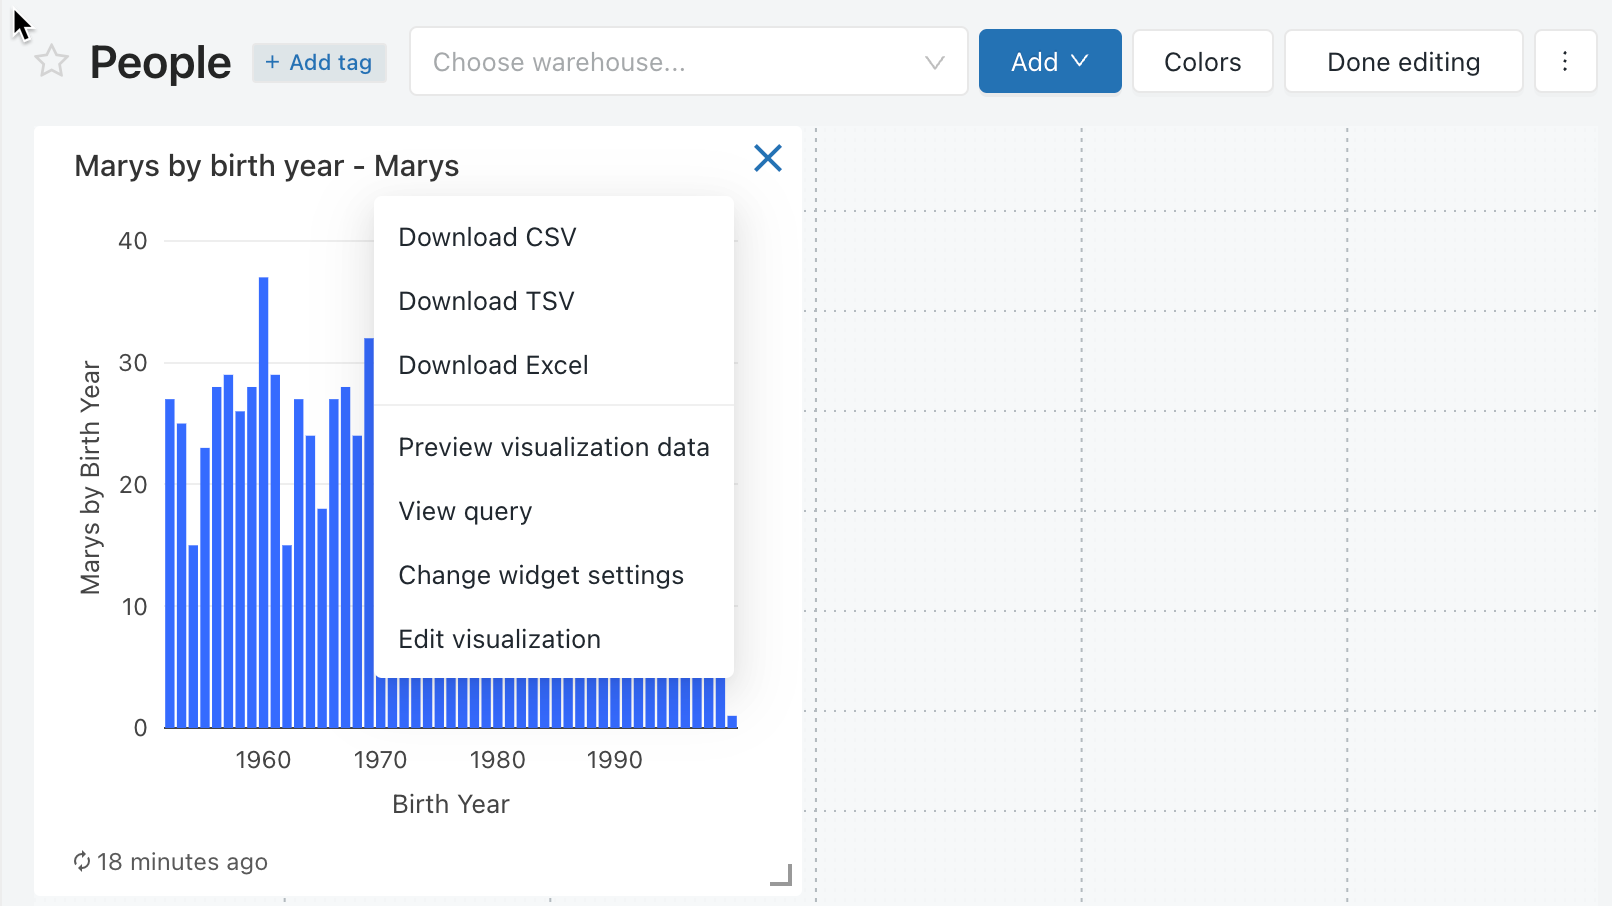 People
+ Add tag
Choose warehouse...
Add
Colors
Done editing
Marys by birth year - Marys
Download CSV
Download TSV
Download Excel
Preview visualization data
View query
Change widget settings
Edit visualization
Marys by Birth Year
40
30
20
10
0
1960 1970 1980 1990
Birth Year
18 minutes ago